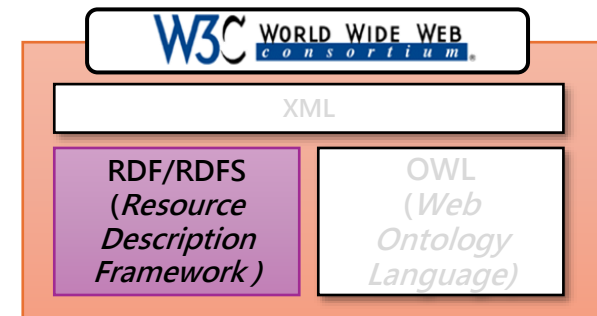 W3C WORLD WIDE WEB
consortium.
XML
RDF/RDFS
(Resource
Description
Framework )
OWL
(Web
Ontology
Language)